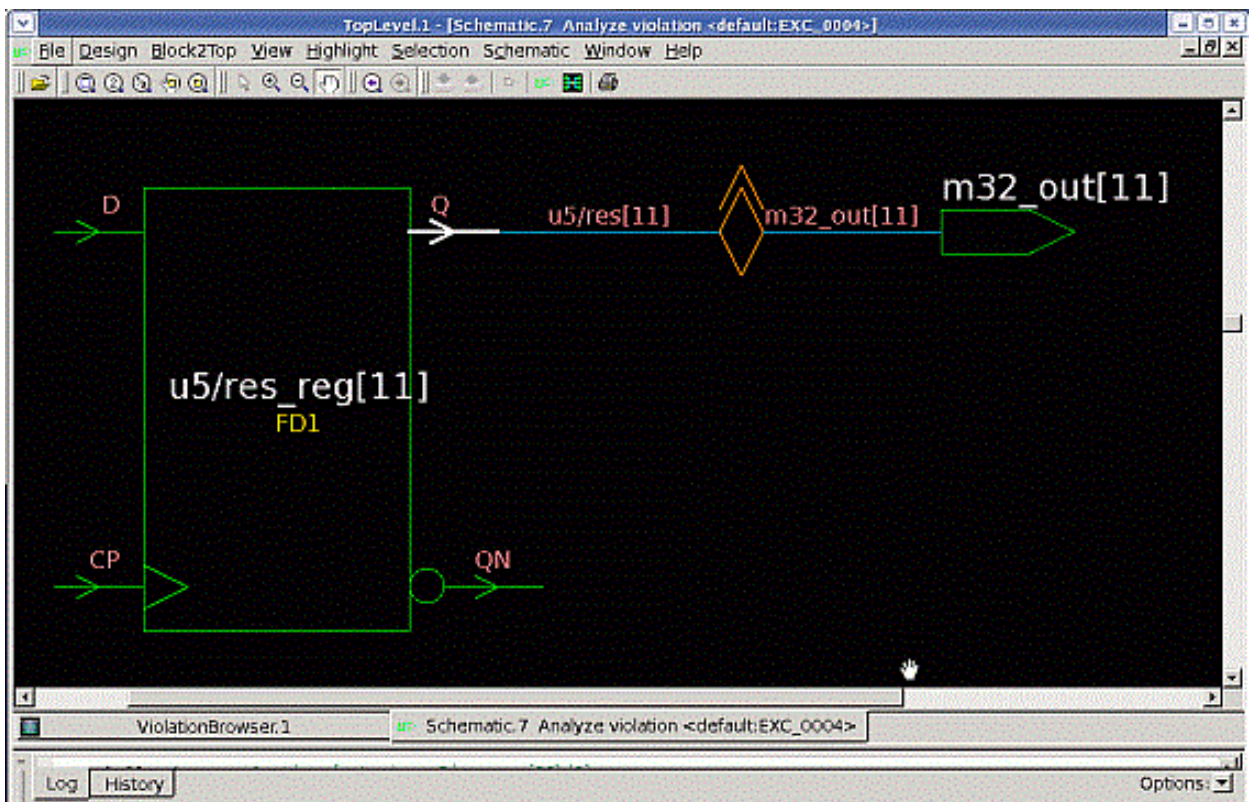 TopLevel.1 - [Schematic.7 Analyze violation <default:EXC_0004>]
File Design Block2Top View Highlight Selection Schematic Window Help
m32_out[11]
D
Q
u5/res[11]
m32_out[11]
u5/res_reg[11]
FD1
CP
QN
ViolationBrowser.1
Schematic.7 Analyze violation <default:EXC_0004>
Log
History
Options: